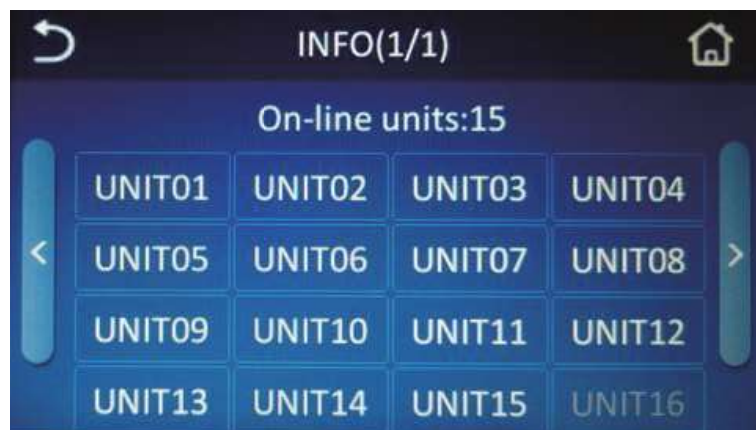 INFO(1/1)
On-line units:15
UNIT01 UNIT02 UNIT03 UNIT04
< UNIT05 UNIT06 UNIT07 UNIT08 >
UNIT09 UNIT10 UNIT11 UNIT12
UNIT13 UNIT14 UNIT15 UNIT16